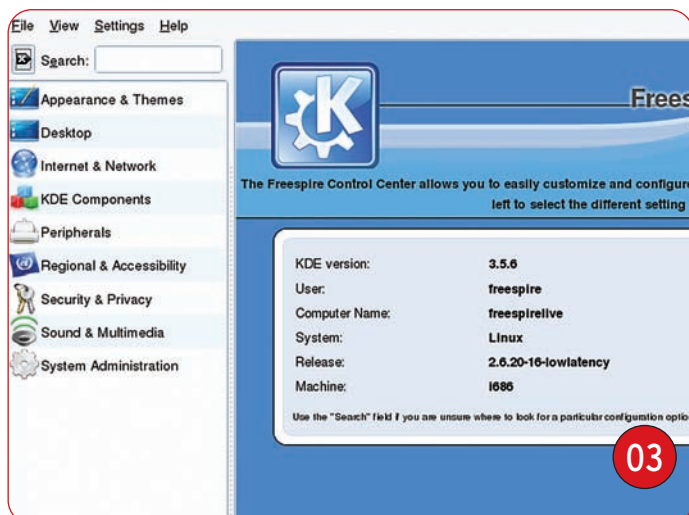 File View Settings Help
Search:
Appearance & Themes
Desktop
Internet & Network
KDE Components
Peripherals
Regional & Accessibility
Security & Privacy
Sound & Multimedia
System Administration
K
Frees
The Freespire Control Center allows you to easily customize and configure
left to select the different setting
KDE version: 3.5.6
User: freespire
Computer Name: freespirelive
System: Linux
Release: 2.6.20-16-lowlatency
Machine: i686
Use the "Search" field if you are unsure where to look for a particular configuration optio
03